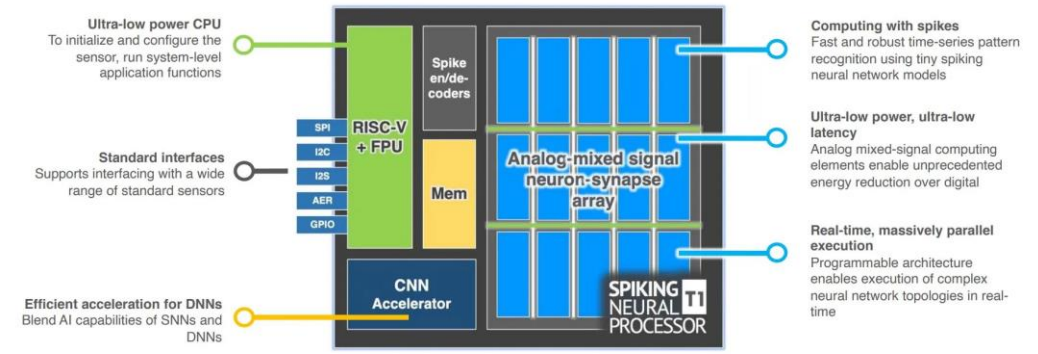 Ultra-low power CPU
To initialize and configure the
sensor, run system-level
application functions
Standard interfaces
Supports interfacing with a wide
range of standard sensors
Efficient acceleration for DNNs
Blend AI capabilities of SNNs and
DNNs
SPI
I2C
I2S
AER
GPIO
RISC-V
+ FPU
Spike
en/de-
coders
Mem
CNN
Accelerator
Analog-mixed signal
neuron-synapse
array
SPIKING
NEURAL T1
PROCESSOR
Computing with spikes
Fast and robust time-series pattern
recognition using tiny spiking
neural network models
Ultra-low power, ultra-low
latency
Analog mixed-signal computing
elements enable unprecedented
energy reduction over digital
Real-time, massively parallel
execution
Programmable architecture
enables execution of complex
neural network topologies in real-
time